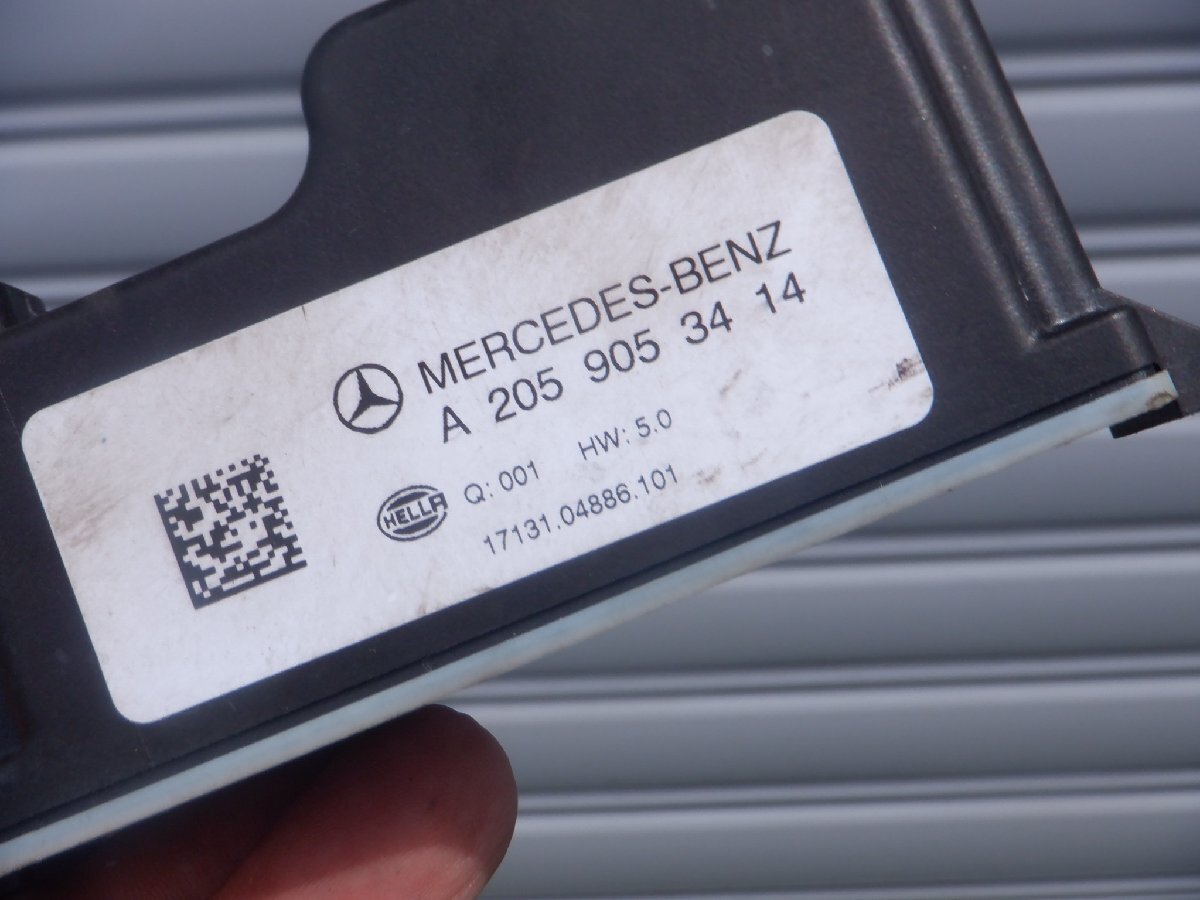 MERCEDES-BENZ
A 205 905 34 14
HELLA Q: 001 HW: 5.0
17131.04886.101